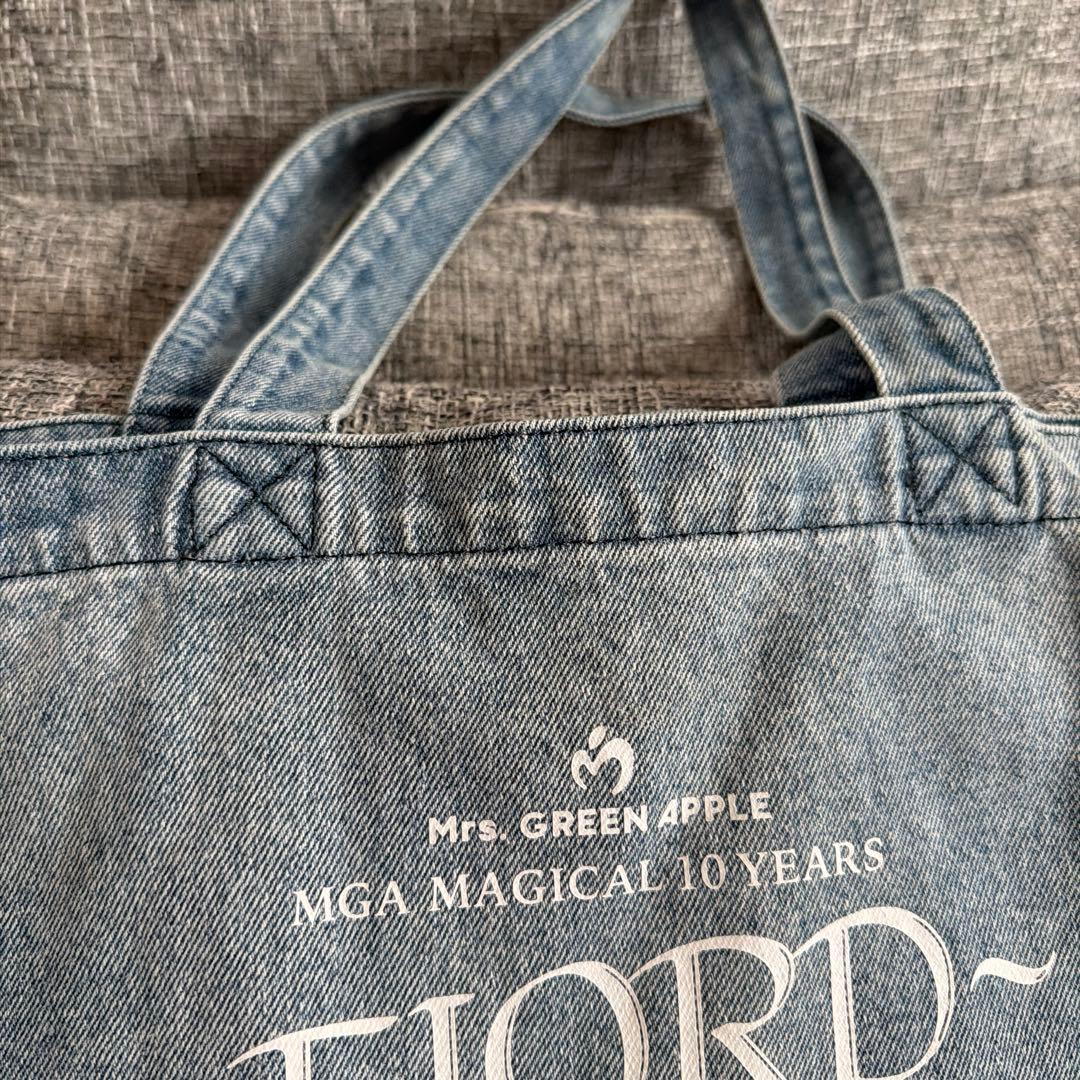 Mrs. GREEN APPLE
MGA MAGICAL 10 YEARS
FJORD~